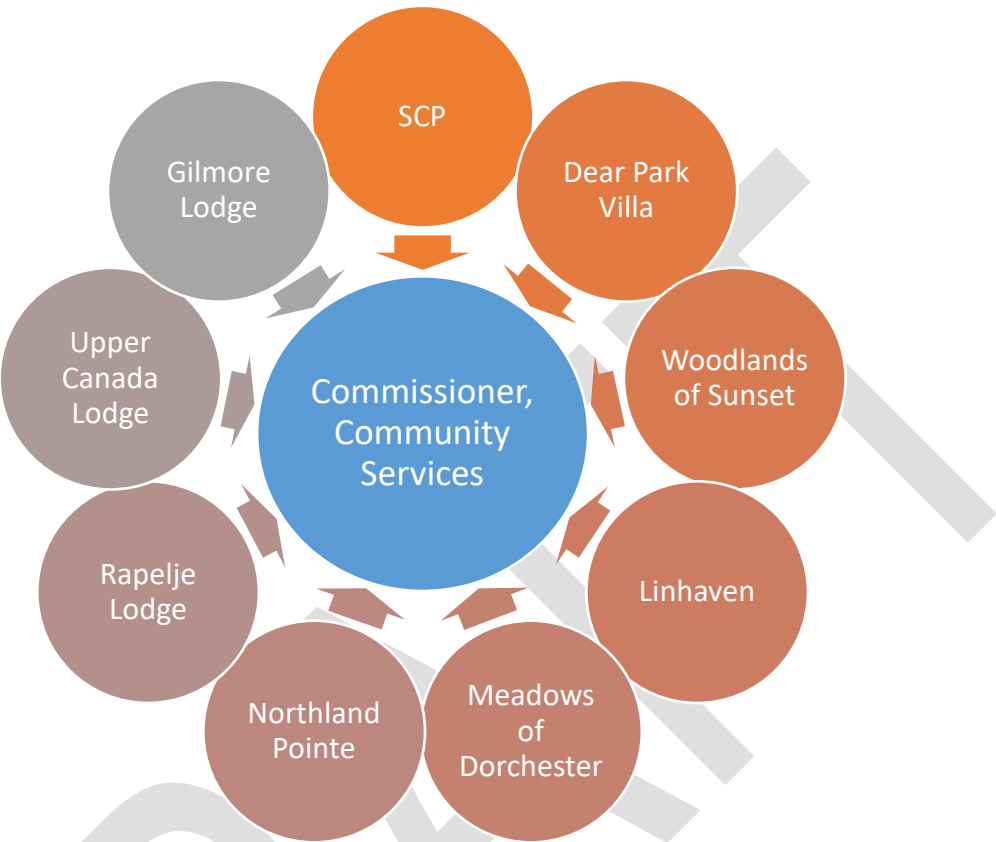 SCP
Dear Park
Villa
Woodlands
of Sunset
Linhaven
Meadows
of
Dorchester
Northland
Pointe
Rapelje
Lodge
Upper
Canada
Lodge
Gilmore
Lodge
Commissioner,
Community
Services